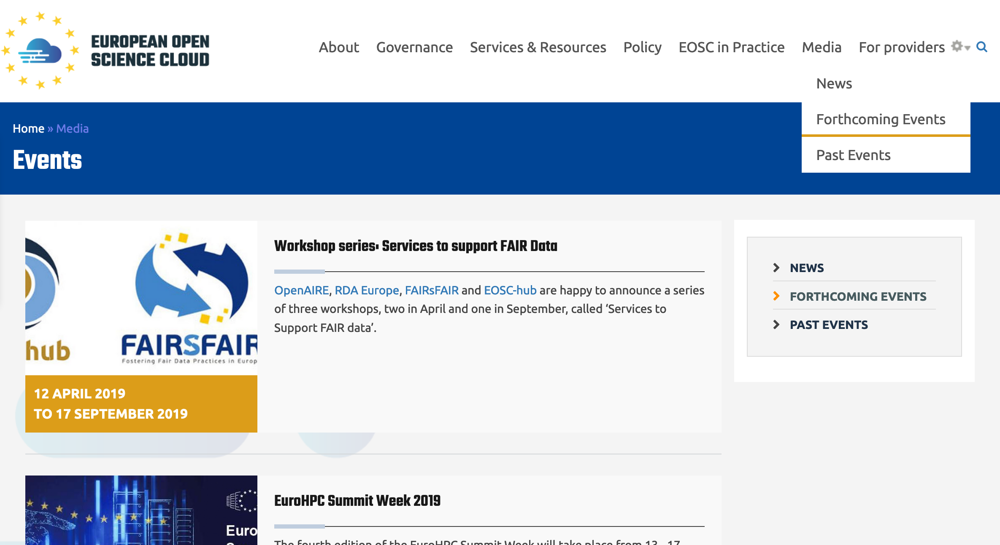 EUROPEAN OPEN
SCIENCE CLOUD
About Governance Services & Resources Policy EOSC in Practice Media For providers
News
Forthcoming Events
Past Events
Home » Media
Events
hub
FAIRSFAIR
Fostering Fair Data Practices in Europ
12 APRIL 2019
TO 17 SEPTEMBER 2019
Workshop series: Services to support FAIR Data
OpenAIRE, RDA Europe, FAIRsFAIR and EOSC-hub are happy to announce a series
of three workshops, two in April and one in September, called ‘Services to
Support FAIR data’.
NEWS
FORTHCOMING EVENTS
PAST EVENTS
Euro
EuroHPC Summit Week 2019
The fourth edition of the EuroHPC Summit Week will take place from 13 - 17